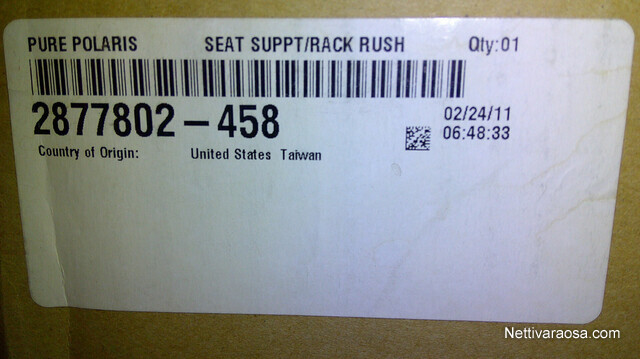 PURE POLARIS SEAT SUPPT/RACK RUSH Qty:01
2877802-458
02/24/11
06:48:33
Country of Origin: United States Taiwan
Nettivaraosa.com